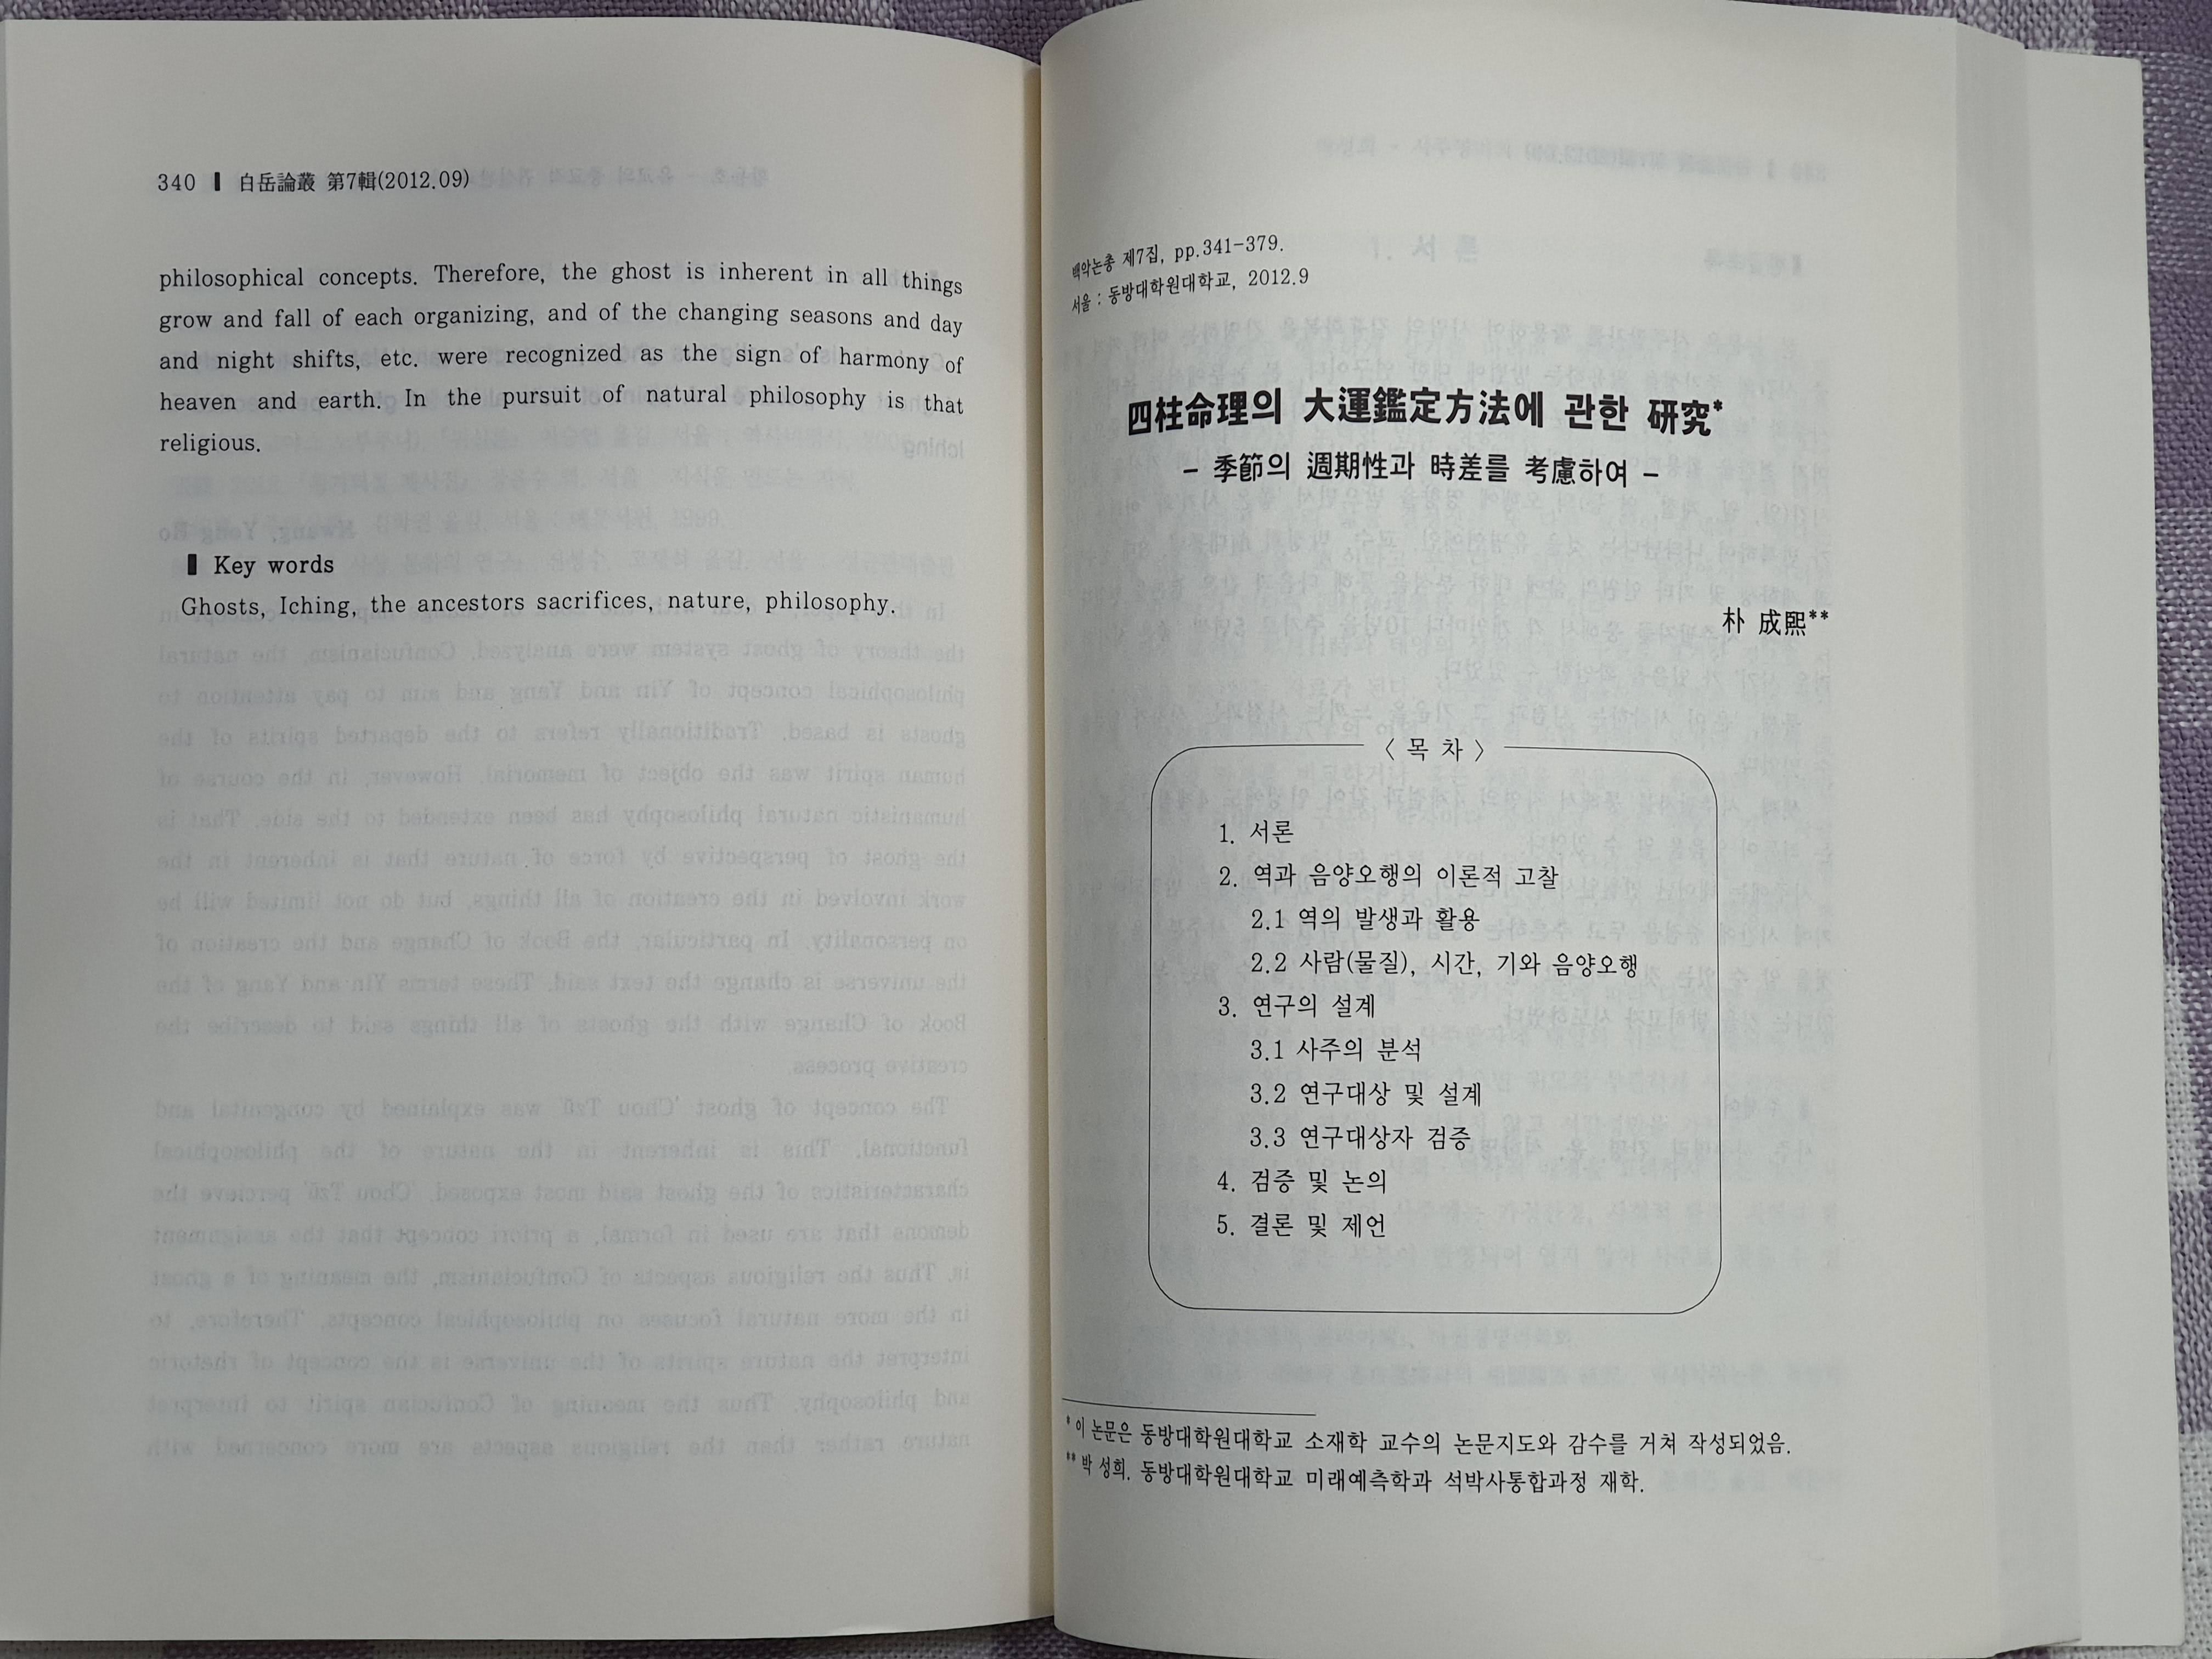 340 ▌ 白岳論叢 第7輯(2012.09)
philosophical concepts. Therefore, the ghost is inherent in all things
grow and fall of each organizing, and of the changing seasons and day
and night shifts, etc. were recognized as the sign of harmony of
heaven and earth. In the pursuit of natural philosophy is that
religious.
▌ Key words
Ghosts, Iching, the ancestors sacrifices, nature, philosophy.
백악논총 제7집, pp.341-379.
서울 : 동방대학원대학교, 2012.9
四柱命理의 大運鑑定方法에 관한 硏究*
- 季節의 週期性과 時差를 考慮하여 -
朴 成熙**
〈 목 차 〉
1. 서론
2. 역과 음양오행의 이론적 고찰
2.1 역의 발생과 활용
2.2 사람(물질), 시간, 기와 음양오행
3. 연구의 설계
3.1 사주의 분석
3.2 연구대상 및 설계
3.3 연구대상자 검증
4. 검증 및 논의
5. 결론 및 제언
* 이 논문은 동방대학원대학교 소재학 교수의 논문지도와 감수를 거쳐 작성되었음.
** 박 성희. 동방대학원대학교 미래예측학과 석박사통합과정 재학.